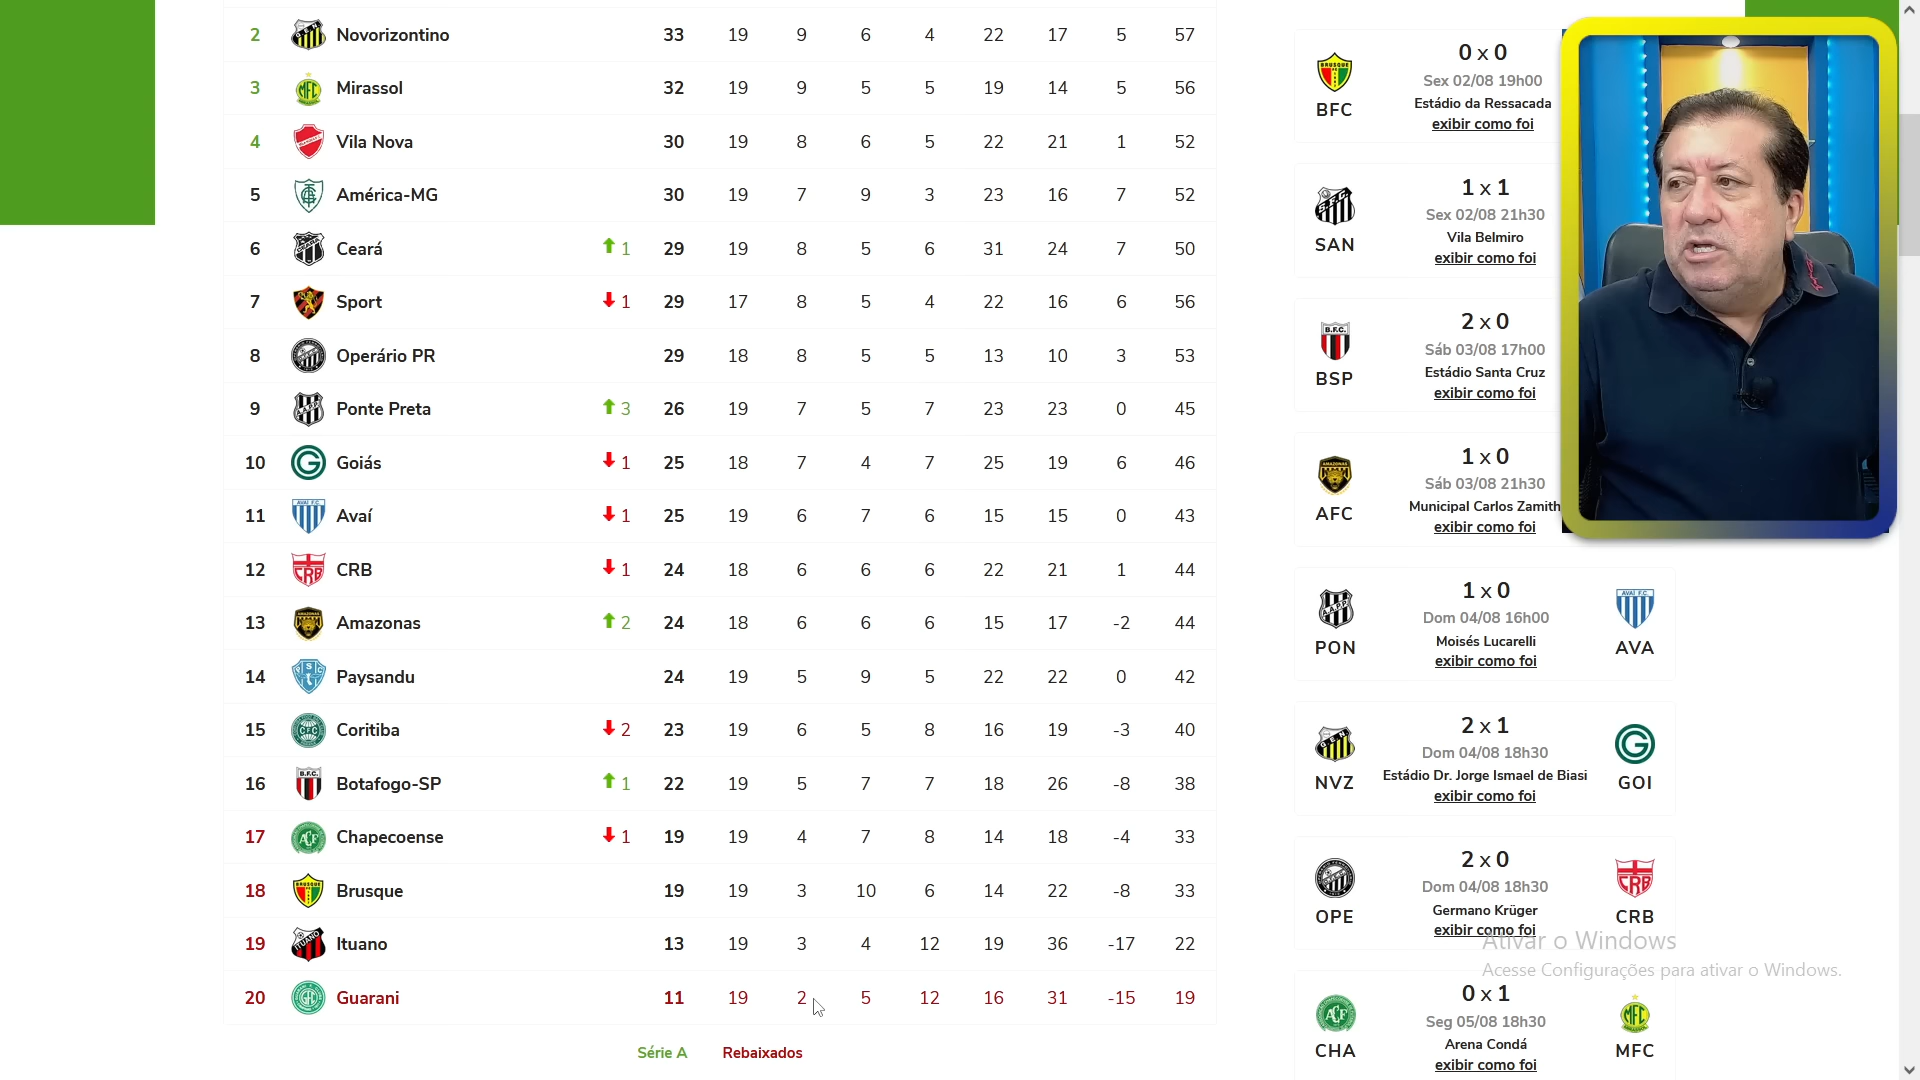 2 Novorizontino 33 19 9 6 4 22 17 5 57
3 Mirassol 32 19 9 5 5 19 14 5 56
4 Vila Nova 30 19 8 6 5 22 21 1 52
5 América-MG 30 19 7 9 3 23 16 7 52
6 Ceará 1 29 19 8 5 6 31 24 7 50
7 Sport 1 29 17 8 5 4 22 16 6 56
8 Operário PR 29 18 8 5 5 13 10 3 53
9 Ponte Preta 3 26 19 7 5 7 23 23 0 45
10 Goiás 1 25 18 7 4 7 25 19 6 46
11 Avaí 1 25 19 6 7 6 15 15 0 43
12 CRB 1 24 18 6 6 6 22 21 1 44
13 Amazonas 2 24 18 6 6 6 15 17 -2 44
14 Paysandu 24 19 5 9 5 22 22 0 42
15 Coritiba 2 23 19 6 5 8 16 19 -3 40
16 Botafogo-SP 1 22 19 5 7 7 18 26 -8 38
17 Chapecoense 1 19 19 4 7 8 14 18 -4 33
18 Brusque 19 19 3 10 6 14 22 -8 33
19 Ituano 13 19 3 4 12 19 36 -17 22
20 Guarani 11 19 2 5 12 16 31 -15 19
Série A Rebaixados
0 x 0
Sex 02/08 19h00
Estádio da Ressacada
BFC
exibir como foi
1 x 1
Sex 02/08 21h30
Vila Belmiro
SAN
exibir como foi
2 x 0
Sáb 03/08 17h00
Estádio Santa Cruz
BSP
exibir como foi
1 x 0
Sáb 03/08 21h30
Municipal Carlos Zamith
AFC
exibir como foi
1 x 0
Dom 04/08 16h00
Moisés Lucarelli
PON AVA
exibir como foi
2 x 1
Dom 04/08 18h30
Estádio Dr. Jorge Ismael de Biasi
NVZ GOI
exibir como foi
2 x 0
Dom 04/08 18h30
Germano Krüger
OPE CRB
exibir como foi
Ativar o Windows
Acesse Configurações para ativar o Windows.
0 x 1
Seg 05/08 18h30
Arena Condá
CHA MFC
exibir como foi